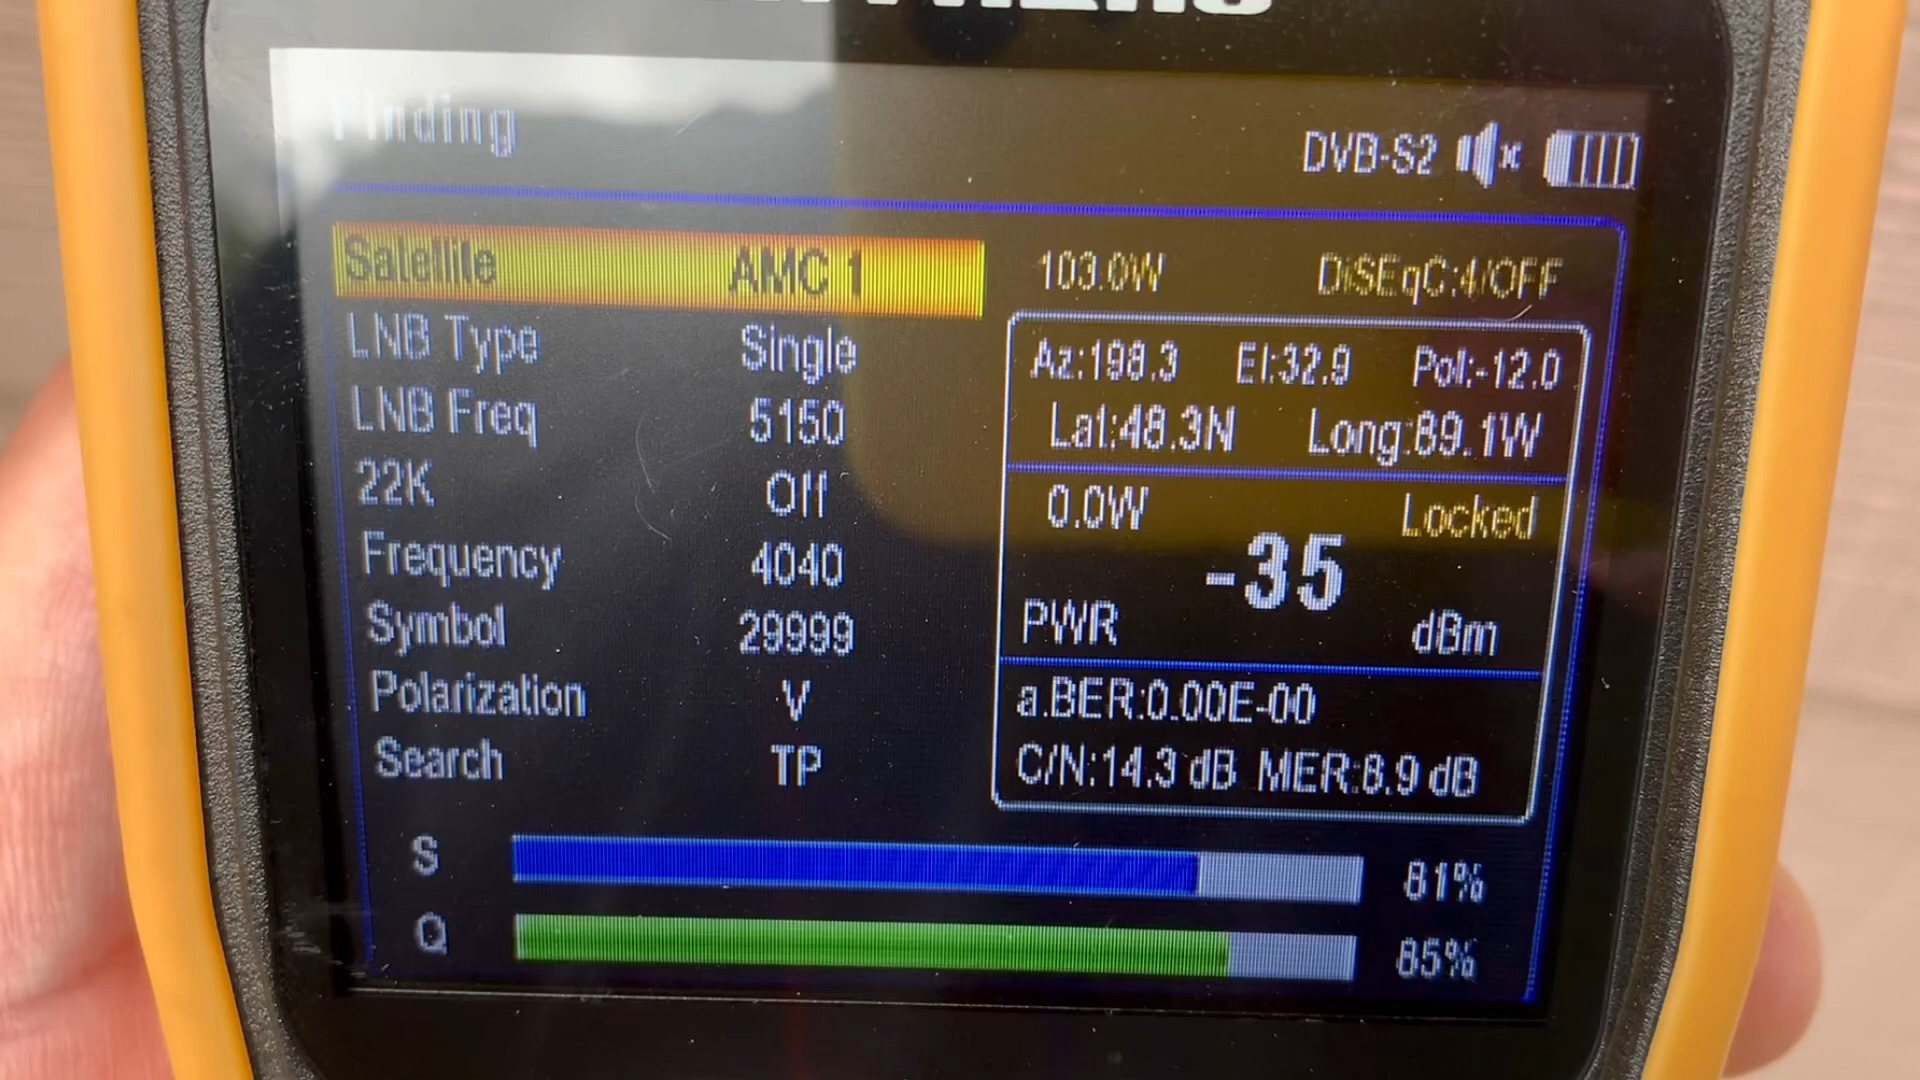 Finding
DVB-S2
Satellite AMC 1 103.0W DiSEqC:4/OFF
LNB Type Single Az:198.3 El:32.9 Pol:-12.0
LNB Freq 5150 Lat:48.3N Long:89.1W
22K Off 0.0W Locked
Frequency 4040 -35
Symbol 29999 PWR dBm
Polarization V a.BER:0.00E-00
Search TP C/N:14.3 dB MER:8.9 dB
S 81%
Q 85%